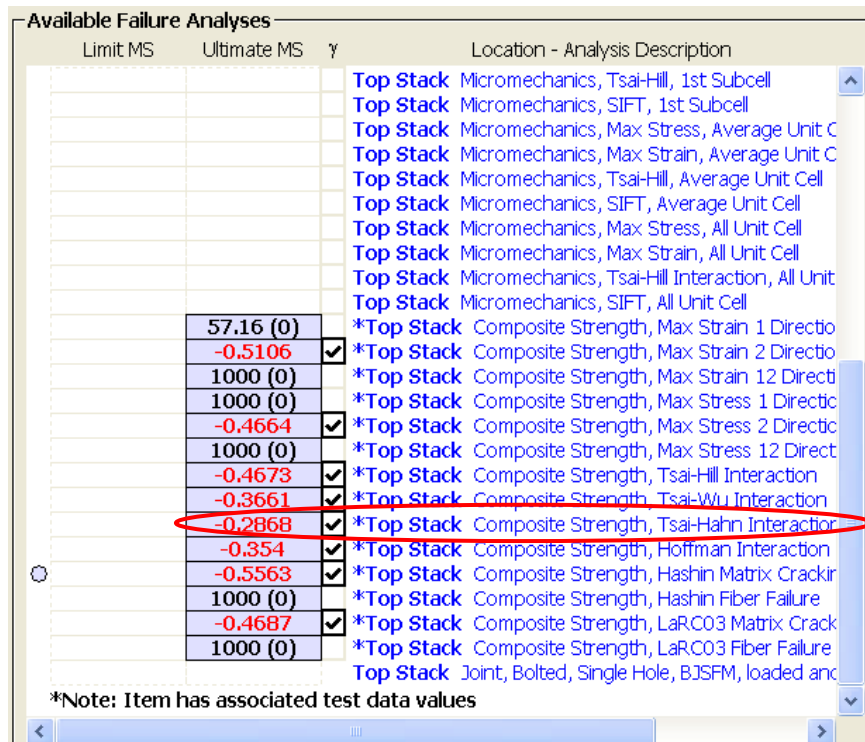 Available Failure Analyses
Limit MS Ultimate MS γ Location - Analysis Description
Top Stack Micromechanics, Tsai-Hill, 1st Subcell
Top Stack Micromechanics, SIFT, 1st Subcell
Top Stack Micromechanics, Max Stress, Average Unit C
Top Stack Micromechanics, Max Strain, Average Unit C
Top Stack Micromechanics, Tsai-Hill, Average Unit Cell
Top Stack Micromechanics, SIFT, Average Unit Cell
Top Stack Micromechanics, Max Stress, All Unit Cell
Top Stack Micromechanics, Max Strain, All Unit Cell
Top Stack Micromechanics, Tsai-Hill Interaction, All Unit
Top Stack Micromechanics, SIFT, All Unit Cell
57.16 (0) *Top Stack Composite Strength, Max Strain 1 Directio
-0.5106 *Top Stack Composite Strength, Max Strain 2 Directio
1000 (0) *Top Stack Composite Strength, Max Strain 12 Directi
1000 (0) *Top Stack Composite Strength, Max Stress 1 Directic
-0.4664 *Top Stack Composite Strength, Max Stress 2 Directic
1000 (0) *Top Stack Composite Strength, Max Stress 12 Direct
-0.4673 *Top Stack Composite Strength, Tsai-Hill Interaction
-0.3661 *Top Stack Composite Strength, Tsai-Wu Interaction
-0.2868 *Top Stack Composite Strength, Tsai-Hahn Interaction
-0.354 *Top Stack Composite Strength, Hoffman Interaction
-0.5563 *Top Stack Composite Strength, Hashin Matrix Crackir
1000 (0) *Top Stack Composite Strength, Hashin Fiber Failure
-0.4687 *Top Stack Composite Strength, LaRC03 Matrix Crack
1000 (0) *Top Stack Composite Strength, LaRC03 Fiber Failure
Top Stack Joint, Bolted, Single Hole, BJSFM, loaded and
*Note: Item has associated test data values